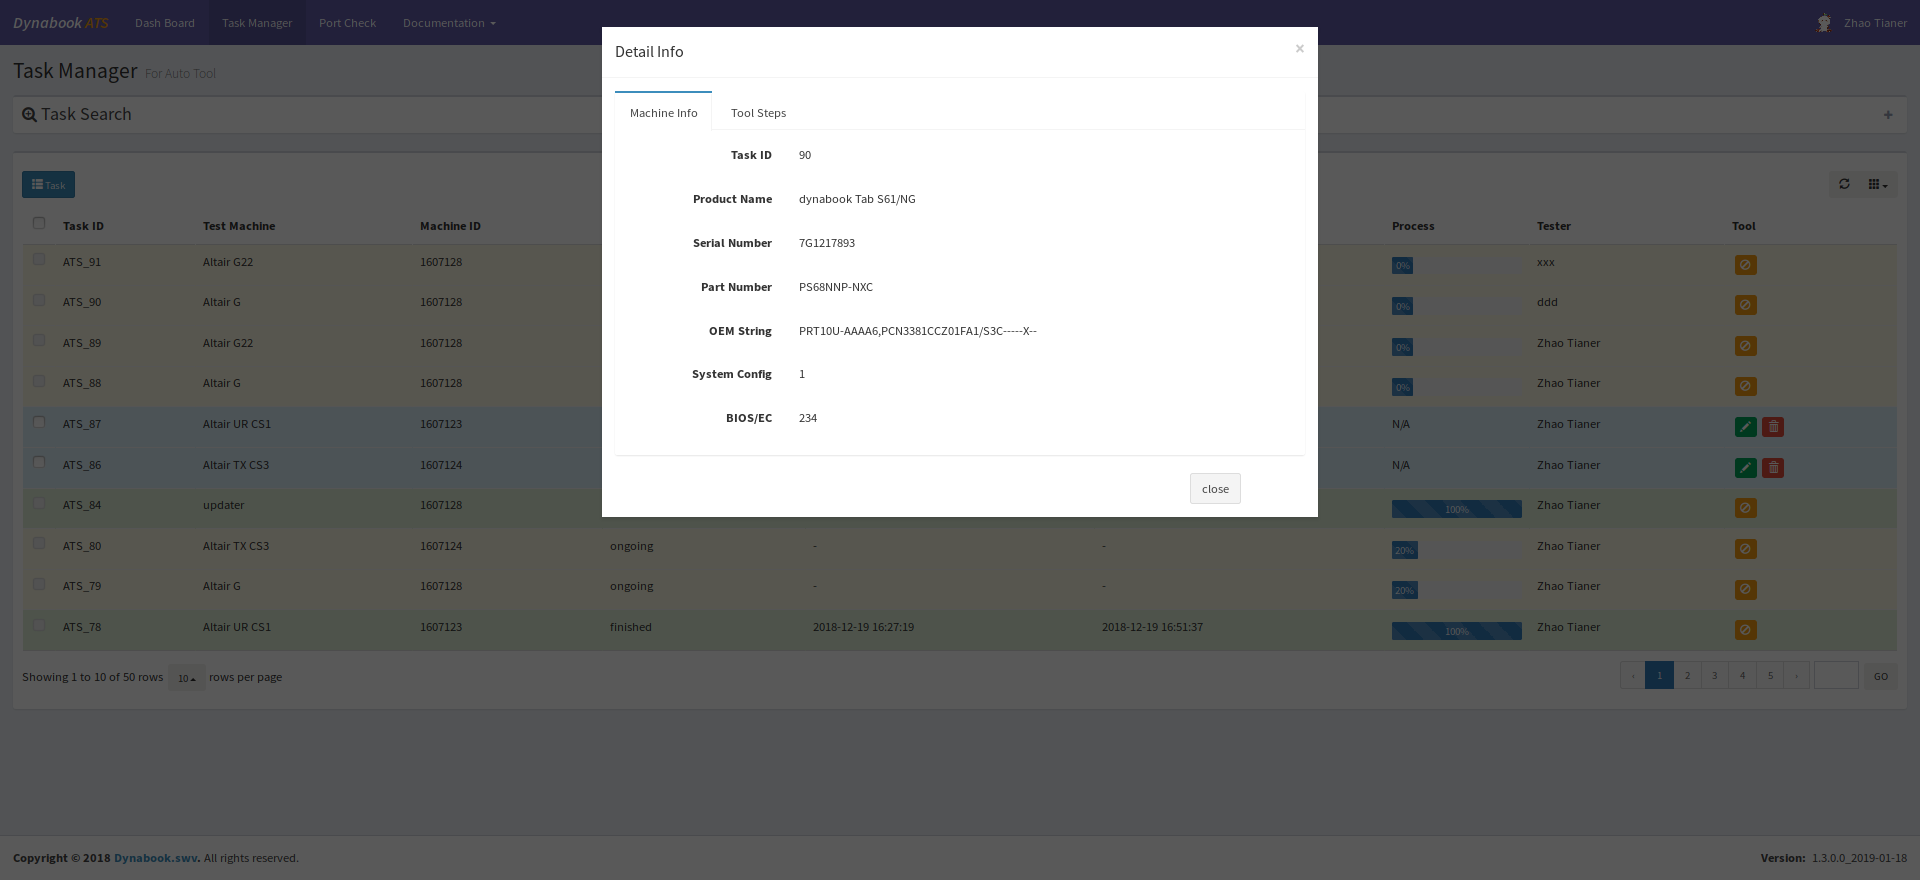 Dynabook ATS Dash Board Task Manager Port Check Documentation Zhao Tianer
Task Manager For Auto Tool
Task Search
Task
Detail Info ×
Machine Info Tool Steps
Task ID 90
Product Name dynabook Tab S61/NG
Serial Number 7G1217893
Part Number PS68NNP-NXC
OEM String PRT10U-AAAA6,PCN3381CCZ01FA1/S3C-----X--
System Config 1
BIOS/EC 234
close
Task ID Test Machine Machine ID Process Tester Tool
ATS_91 Altair G22 1607128 0% xxx
ATS_90 Altair G 1607128 0% ddd
ATS_89 Altair G22 1607128 0% Zhao Tianer
ATS_88 Altair G 1607128 0% Zhao Tianer
ATS_87 Altair UR CS1 1607123 N/A Zhao Tianer
ATS_86 Altair TX CS3 1607124 N/A Zhao Tianer
ATS_84 updater 1607128 100% Zhao Tianer
ATS_80 Altair TX CS3 1607124 ongoing - - 20% Zhao Tianer
ATS_79 Altair G 1607128 ongoing - - 20% Zhao Tianer
ATS_78 Altair UR CS1 1607123 finished 2018-12-19 16:27:19 2018-12-19 16:51:37 100% Zhao Tianer
Showing 1 to 10 of 50 rows 10 rows per page ‹ 1 2 3 4 5 › GO
Copyright © 2018 Dynabook.swv. All rights reserved. Version: 1.3.0.0_2019-01-18